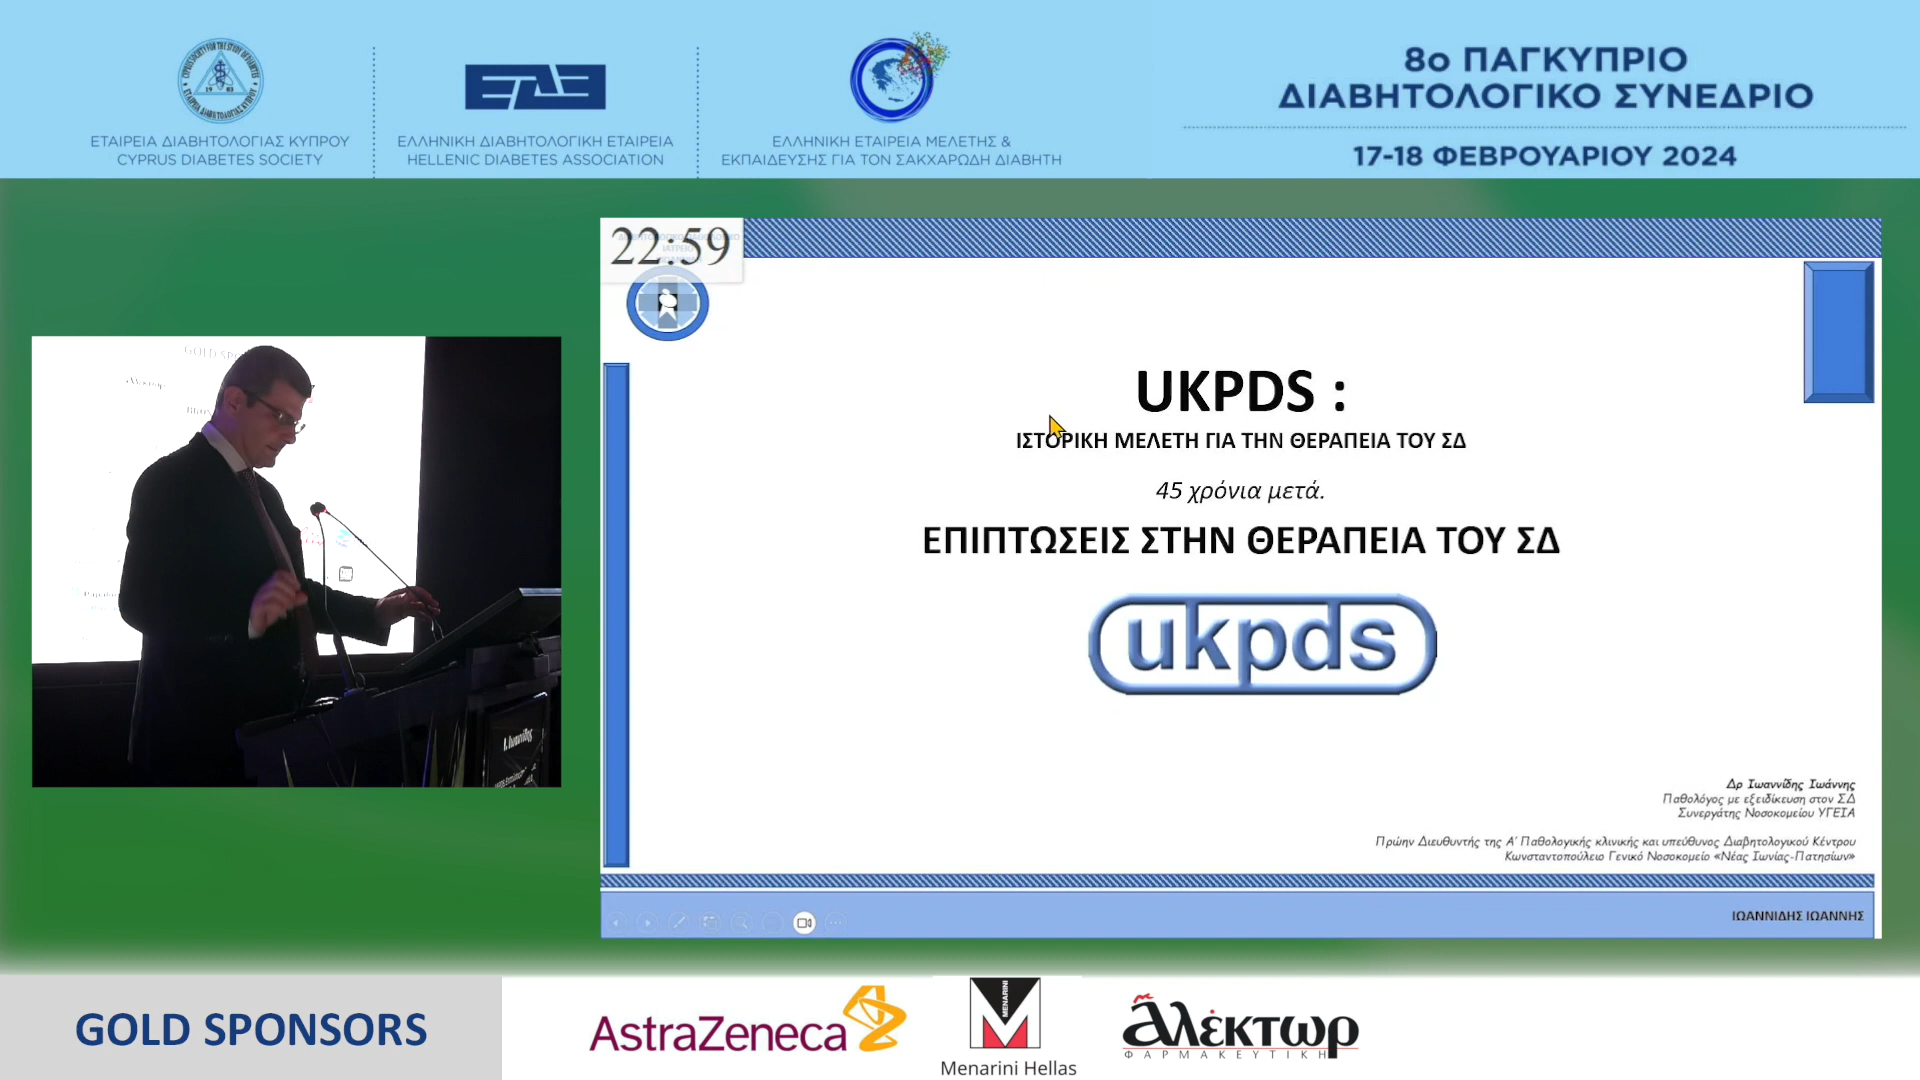 ΕΤΑΙΡΕΙΑ ΔΙΑΒΗΤΟΛΟΓΙΑΣ ΚΥΠΡΟΥ
CYPRUS DIABETES SOCIETY
ΕΛΛΗΝΙΚΗ ΔΙΑΒΗΤΟΛΟΓΙΚΗ ΕΤΑΙΡΕΙΑ
HELLENIC DIABETES ASSOCIATION
ΕΛΛΗΝΙΚΗ ΕΤΑΙΡΕΙΑ ΜΕΛΕΤΗΣ &
ΕΚΠΑΙΔΕΥΣΗΣ ΓΙΑ ΤΟΝ ΣΑΚΧΑΡΩΔΗ ΔΙΑΒΗΤΗ
8ο ΠΑΓΚΥΠΡΙΟ
ΔΙΑΒΗΤΟΛΟΓΙΚΟ ΣΥΝΕΔΡΙΟ
17-18 ΦΕΒΡΟΥΑΡΙΟΥ 2024
22:59
UKPDS :
ΙΣΤΟΡΙΚΗ ΜΕΛΕΤΗ ΓΙΑ ΤΗΝ ΘΕΡΑΠΕΙΑ ΤΟΥ ΣΔ
45 χρόνια μετά.
ΕΠΙΠΤΩΣΕΙΣ ΣΤΗΝ ΘΕΡΑΠΕΙΑ ΤΟΥ ΣΔ
ukpds
Δρ Ιωαννίδης Ιωάννης
Παθολόγος με εξειδίκευση στον ΣΔ
Συνεργάτης Νοσοκομείου ΥΓΕΙΑ
Πρώην Διευθυντής της Α' Παθολογικής κλινικής και υπεύθυνος Διαβητολογικού Κέντρου
Κωνσταντοπούλειο Γενικό Νοσοκομείο «Νέας Ιωνίας-Πατησίων»
ΙΩΑΝΝΙΔΗΣ ΙΩΑΝΝΗΣ
Ι. Ιωαννίδης
GOLD SPONSORS
AstraZeneca
MENARINI
Menarini Hellas
άλέκτωρ
ΦΑΡΜΑΚΕΥΤΙΚΗ